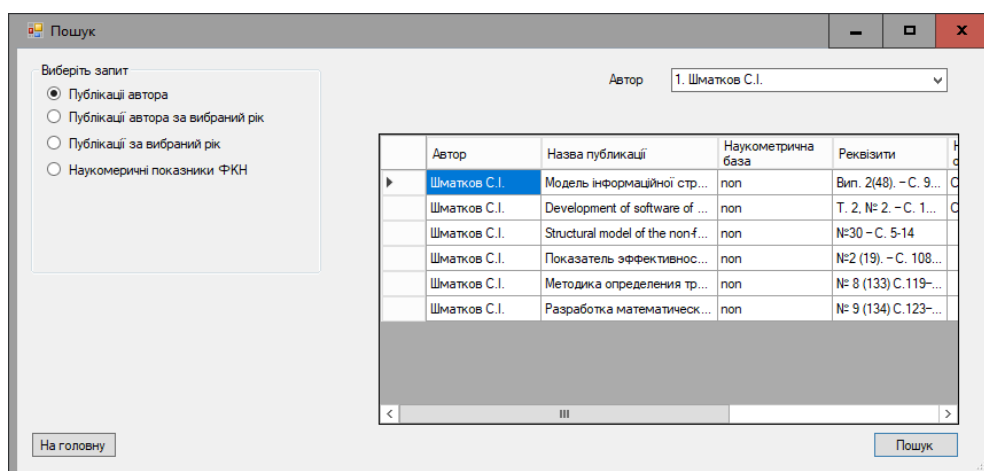 Пошук
Виберіть запит
Публікації автора
Публікації автора за вибраний рік
Публікації за вибраний рік
Наукомеричні показники ФКН
Автор 1. Шматков С.І.
Автор Назва публикації Наукометрична база Реквізити
Шматков С.І. Модель інформаційної стр... non Вип. 2(48). – С. 9...
Шматков С.І. Development of software of ... non Т. 2, № 2. – С. 1...
Шматков С.І. Structural model of the non-f... non №30 – С. 5-14
Шматков С.І. Показатель эффективнос... non №2 (19). – С. 108...
Шматков С.І. Методика определения тр... non № 8 (133) С.119–...
Шматков С.І. Разработка математическ... non № 9 (134) С.123–...
На головну Пошук